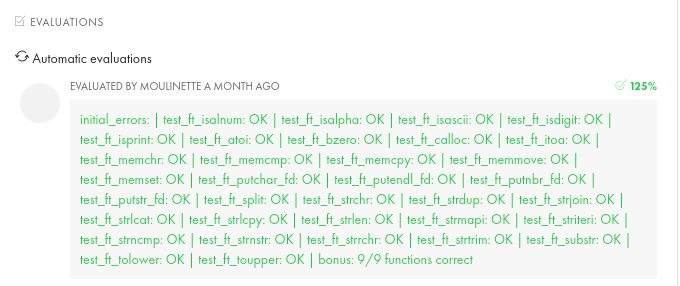 EVALUATIONS
Automatic evaluations
EVALUATED BY MOULINETTE A MONTH AGO 125%
initial_errors: | test_ft_isalnum: OK | test_ft_isalpha: OK | test_ft_isascii: OK | test_ft_isdigit: OK |
test_ft_isprint: OK | test_ft_atoi: OK | test_ft_bzero: OK | test_ft_calloc: OK | test_ft_itoa: OK |
test_ft_memchr: OK | test_ft_memcmp: OK | test_ft_memcpy: OK | test_ft_memmove: OK |
test_ft_memset: OK | test_ft_putchar_fd: OK | test_ft_putendl_fd: OK | test_ft_putnbr_fd: OK |
test_ft_putstr_fd: OK | test_ft_split: OK | test_ft_strchr: OK | test_ft_strdup: OK | test_ft_strjoin: OK |
test_ft_strlcat: OK | test_ft_strlcpy: OK | test_ft_strlen: OK | test_ft_strmapi: OK | test_ft_striteri: OK |
test_ft_strncmp: OK | test_ft_strnstr: OK | test_ft_strrchr: OK | test_ft_strtrim: OK | test_ft_substr: OK |
test_ft_tolower: OK | test_ft_toupper: OK | bonus: 9/9 functions correct